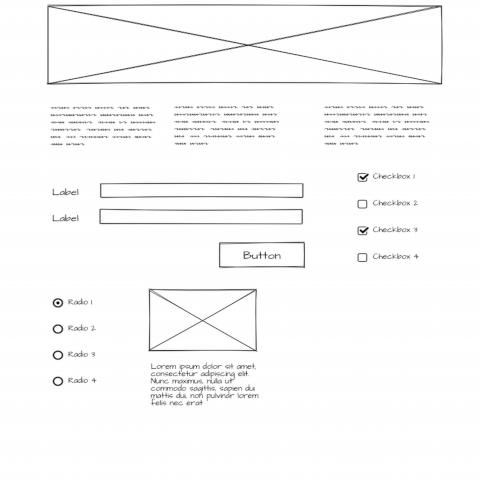 Label
Label
Button
Checkbox 1
Checkbox 2
Checkbox 3
Checkbox 4
Radio 1
Radio 2
Radio 3
Radio 4
Lorem ipsum dolor sit amet,
consectetur adipiscing elit.
Nunc maximus, nulla ut
commodo sagittis, sapien dui
mattis dui, non pulvinar lorem
felis nec erat